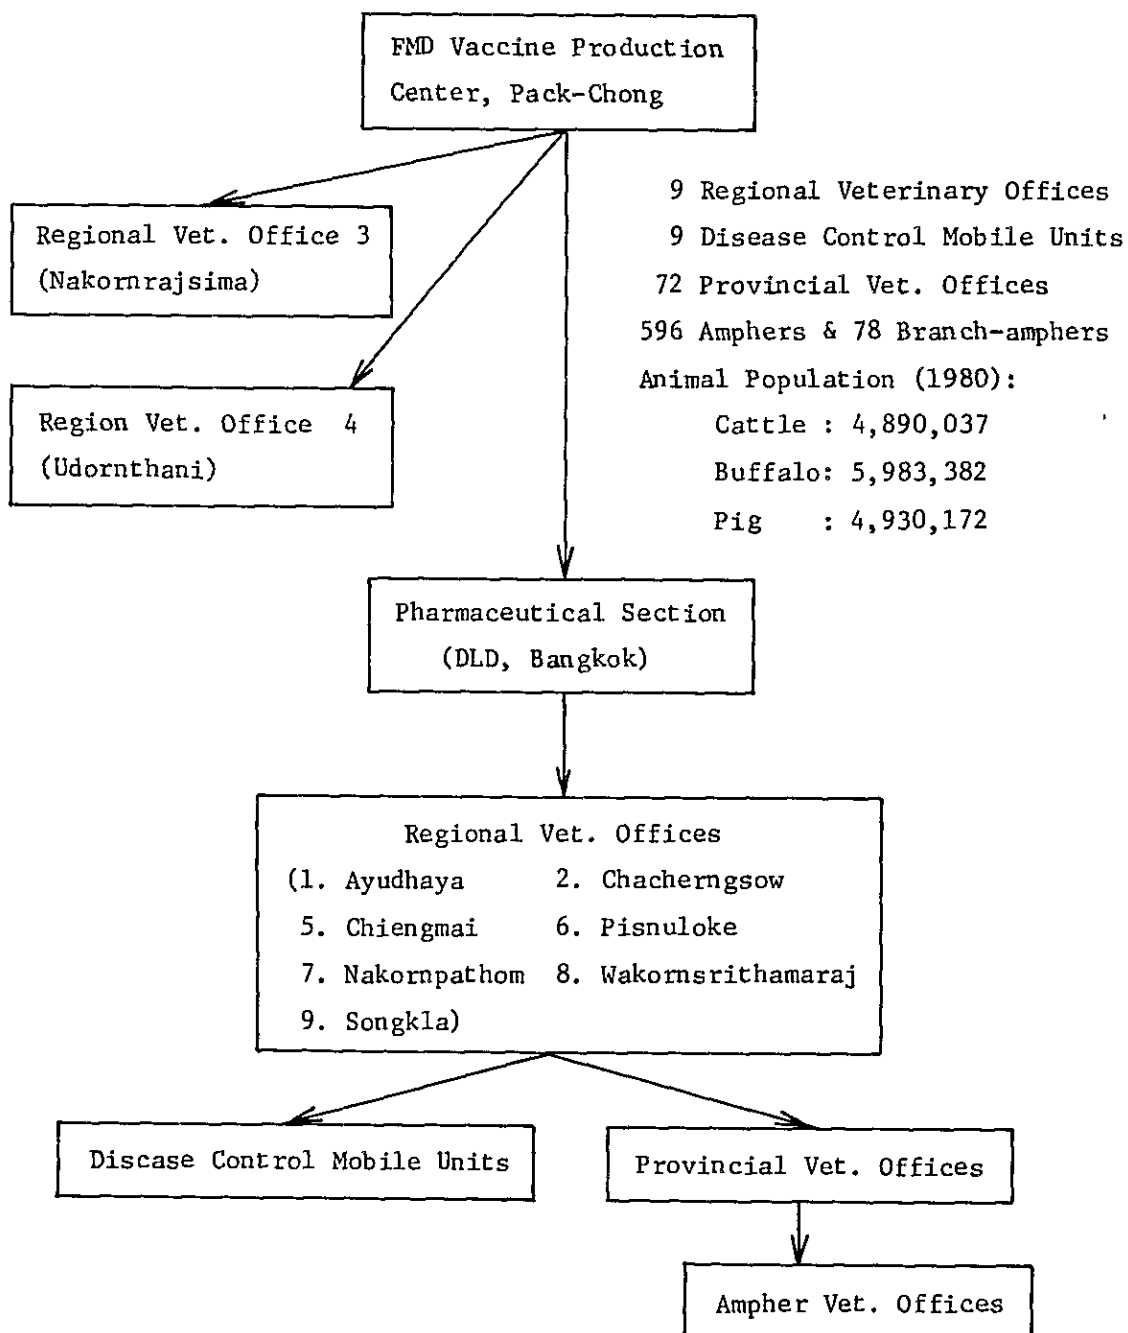 FMD Vaccine Production
Center, Pack-Chong
Regional Vet. Office 3
(Nakornrajsima)
Region Vet. Office 4
(Udornthani)
9 Regional Veterinary Offices
9 Disease Control Mobile Units
72 Provincial Vet. Offices
596 Amphers & 78 Branch-amphers
Animal Population (1980):
Cattle : 4,890,037
Buffalo: 5,983,382
Pig : 4,930,172
Pharmaceutical Section
(DLD, Bangkok)
Regional Vet. Offices
(1. Ayudhaya 2. Chacherngsow
5. Chiengmai 6. Pisnuloke
7. Nakornpathom 8. Wakornsrithamaraj
9. Songkla)
Discase Control Mobile Units
Provincial Vet. Offices
Ampher Vet. Offices